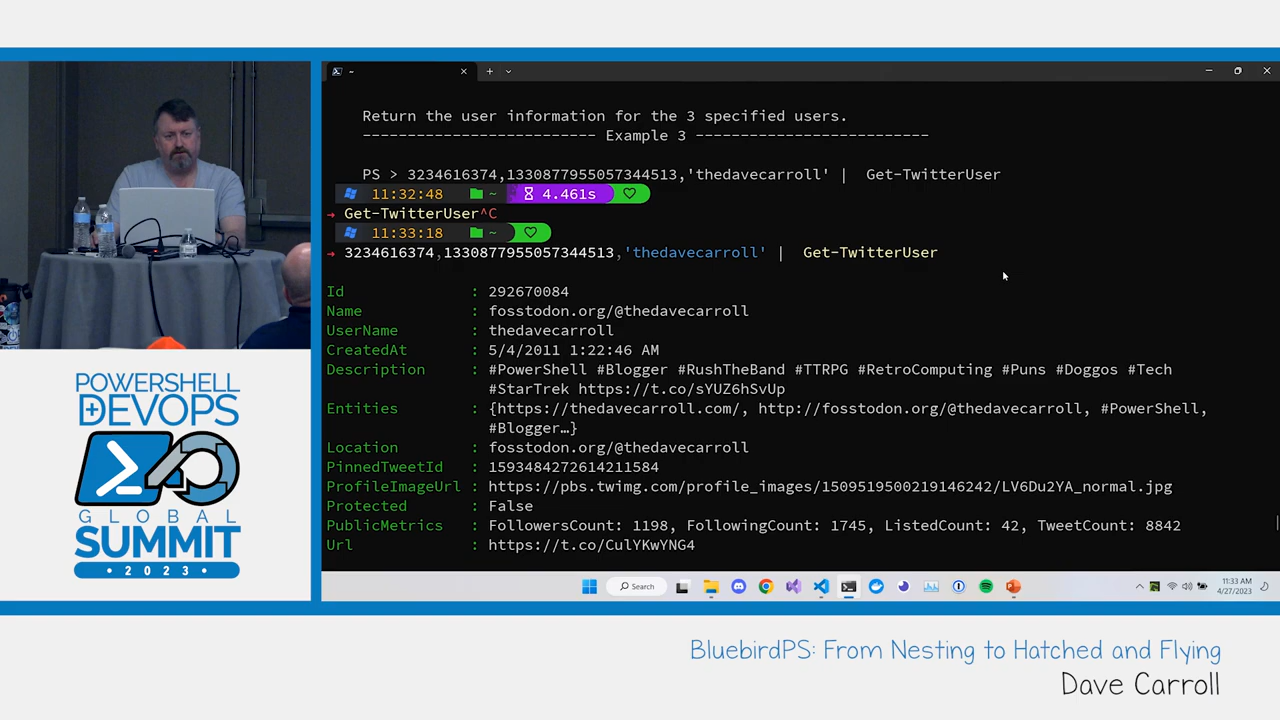 ~
Return the user information for the 3 specified users.
-------------------------- Example 3 --------------------------
PS > 3234616374,1330877955057344513,'thedavecarroll' | Get-TwitterUser
11:32:48 ~ 4.461s
→ Get-TwitterUser^C
11:33:18 ~
→ 3234616374,1330877955057344513,'thedavecarroll' | Get-TwitterUser
Id : 292670084
Name : fosstodon.org/@thedavecarroll
UserName : thedavecarroll
CreatedAt : 5/4/2011 1:22:46 AM
Description : #PowerShell #Blogger #RushTheBand #TTRPG #RetroComputing #Puns #Doggos #Tech
#StarTrek https://t.co/sYUZ6hSvUp
Entities : {https://thedavecarroll.com/, http://fosstodon.org/@thedavecarroll, #PowerShell,
#Blogger…}
Location : fosstodon.org/@thedavecarroll
PinnedTweetId : 1593484272614211584
ProfileImageUrl : https://pbs.twimg.com/profile_images/1509519500219146242/LV6Du2YA_normal.jpg
Protected : False
PublicMetrics : FollowersCount: 1198, FollowingCount: 1745, ListedCount: 42, TweetCount: 8842
Url : https://t.co/CulYKwYNG4
Search
11:33 AM
4/27/2023
POWERSHELL
+DEVOPS
GLOBAL
SUMMIT
• 2023 •
BluebirdPS: From Nesting to Hatched and Flying
Dave Carroll